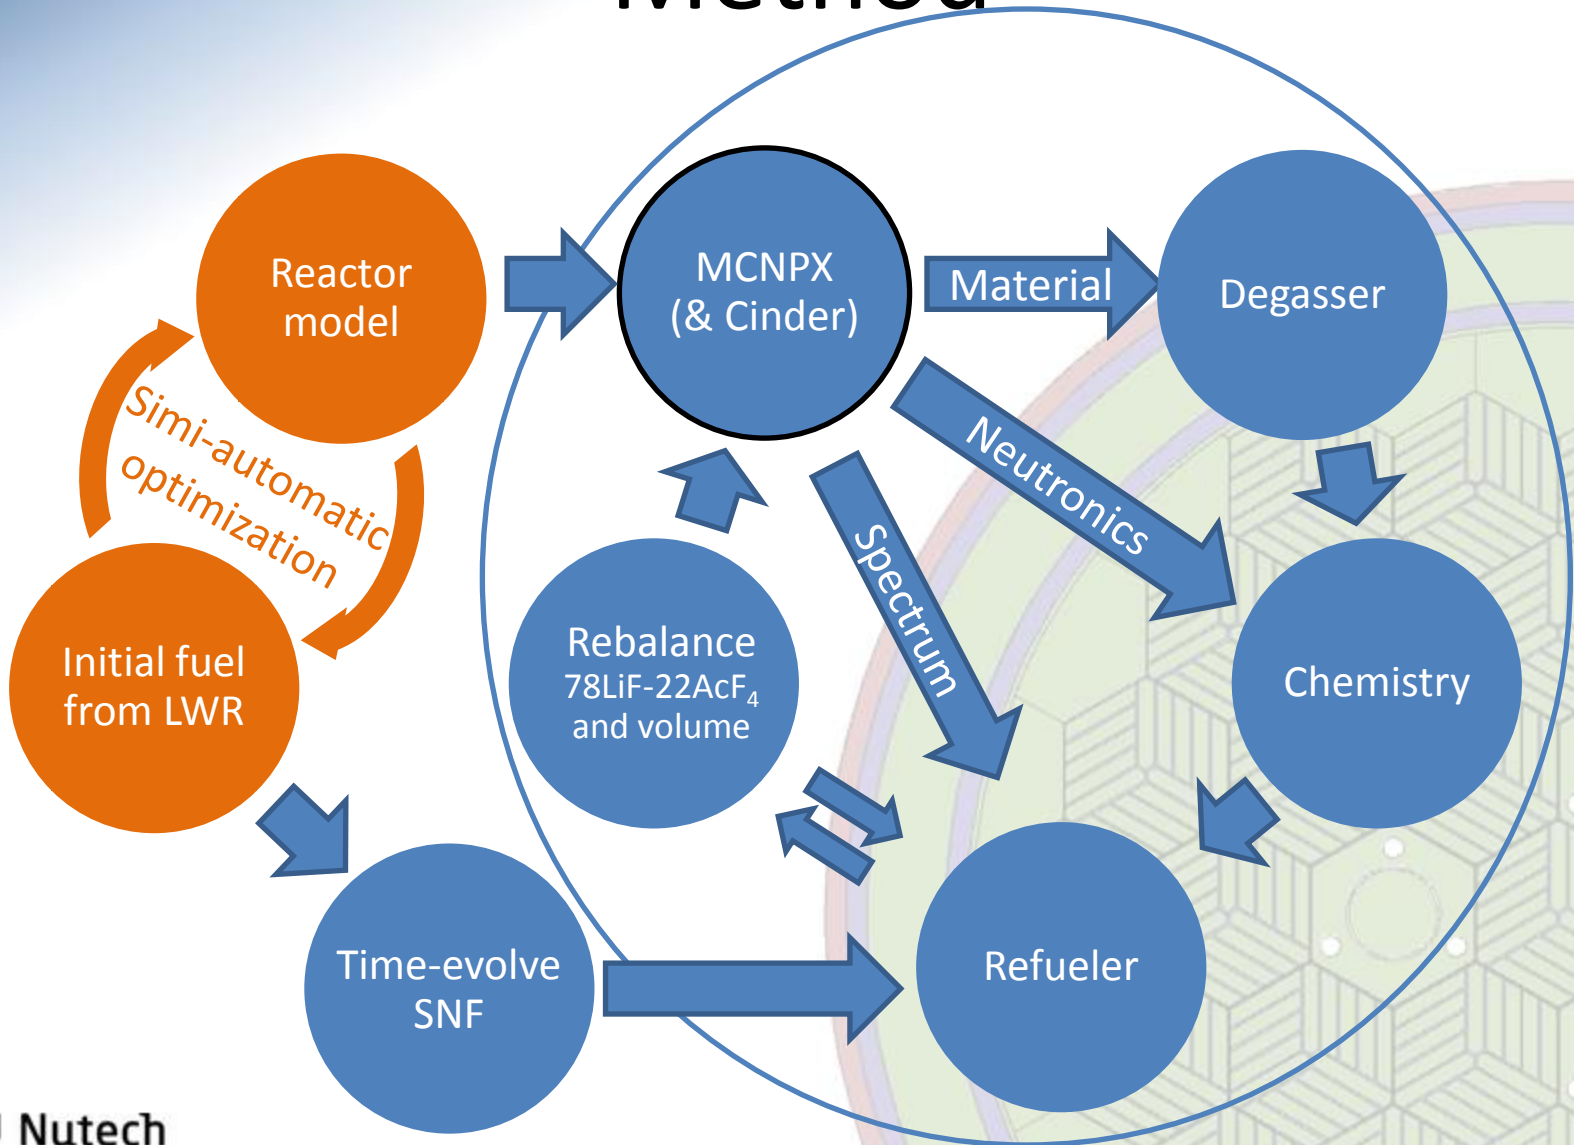 Method
Reactor
model
MCNPX
(& Cinder)
Material
Degasser
Simi-automatic
optimization
Neutronics
Spectrum
Initial fuel
from LWR
Rebalance
78LiF-22AcF₄
and volume
Chemistry
Time-evolve
SNF
Refueler
Nutech